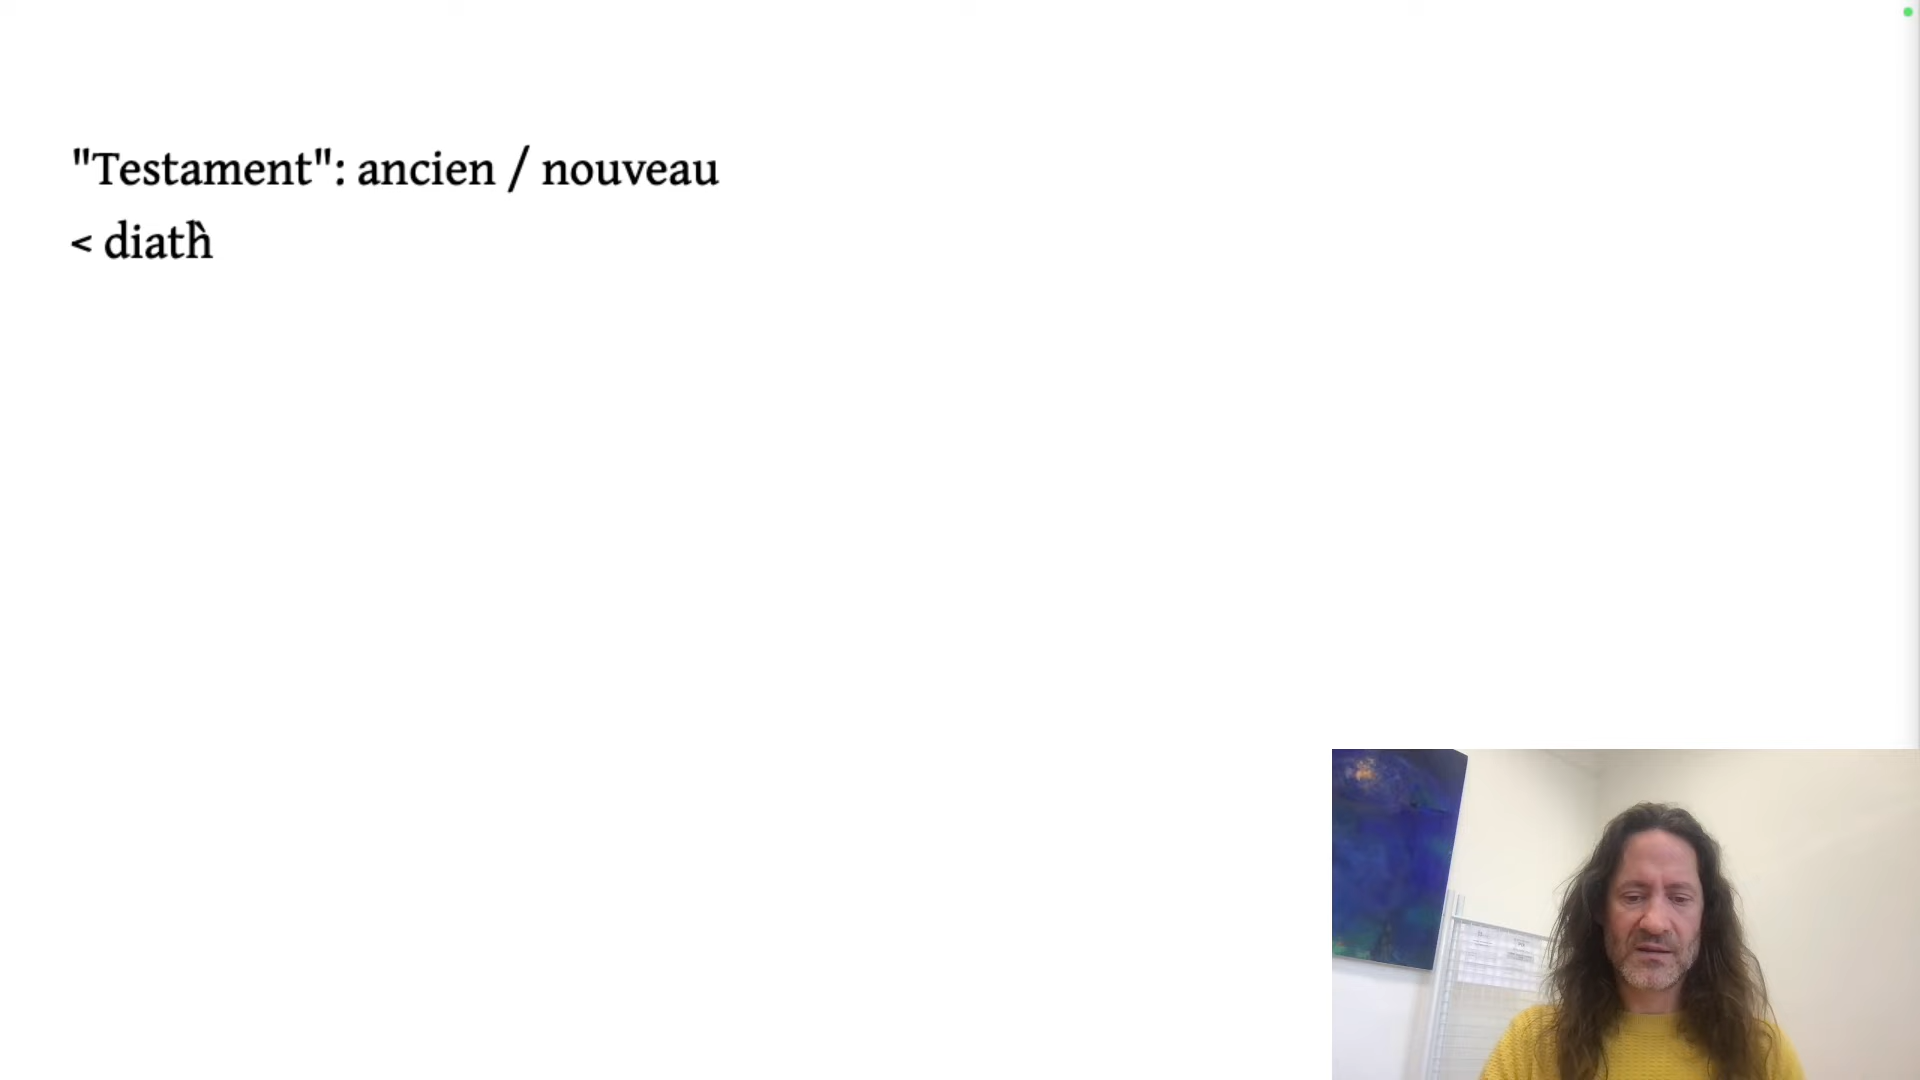 "Testament": ancien / nouveau
< diath̀